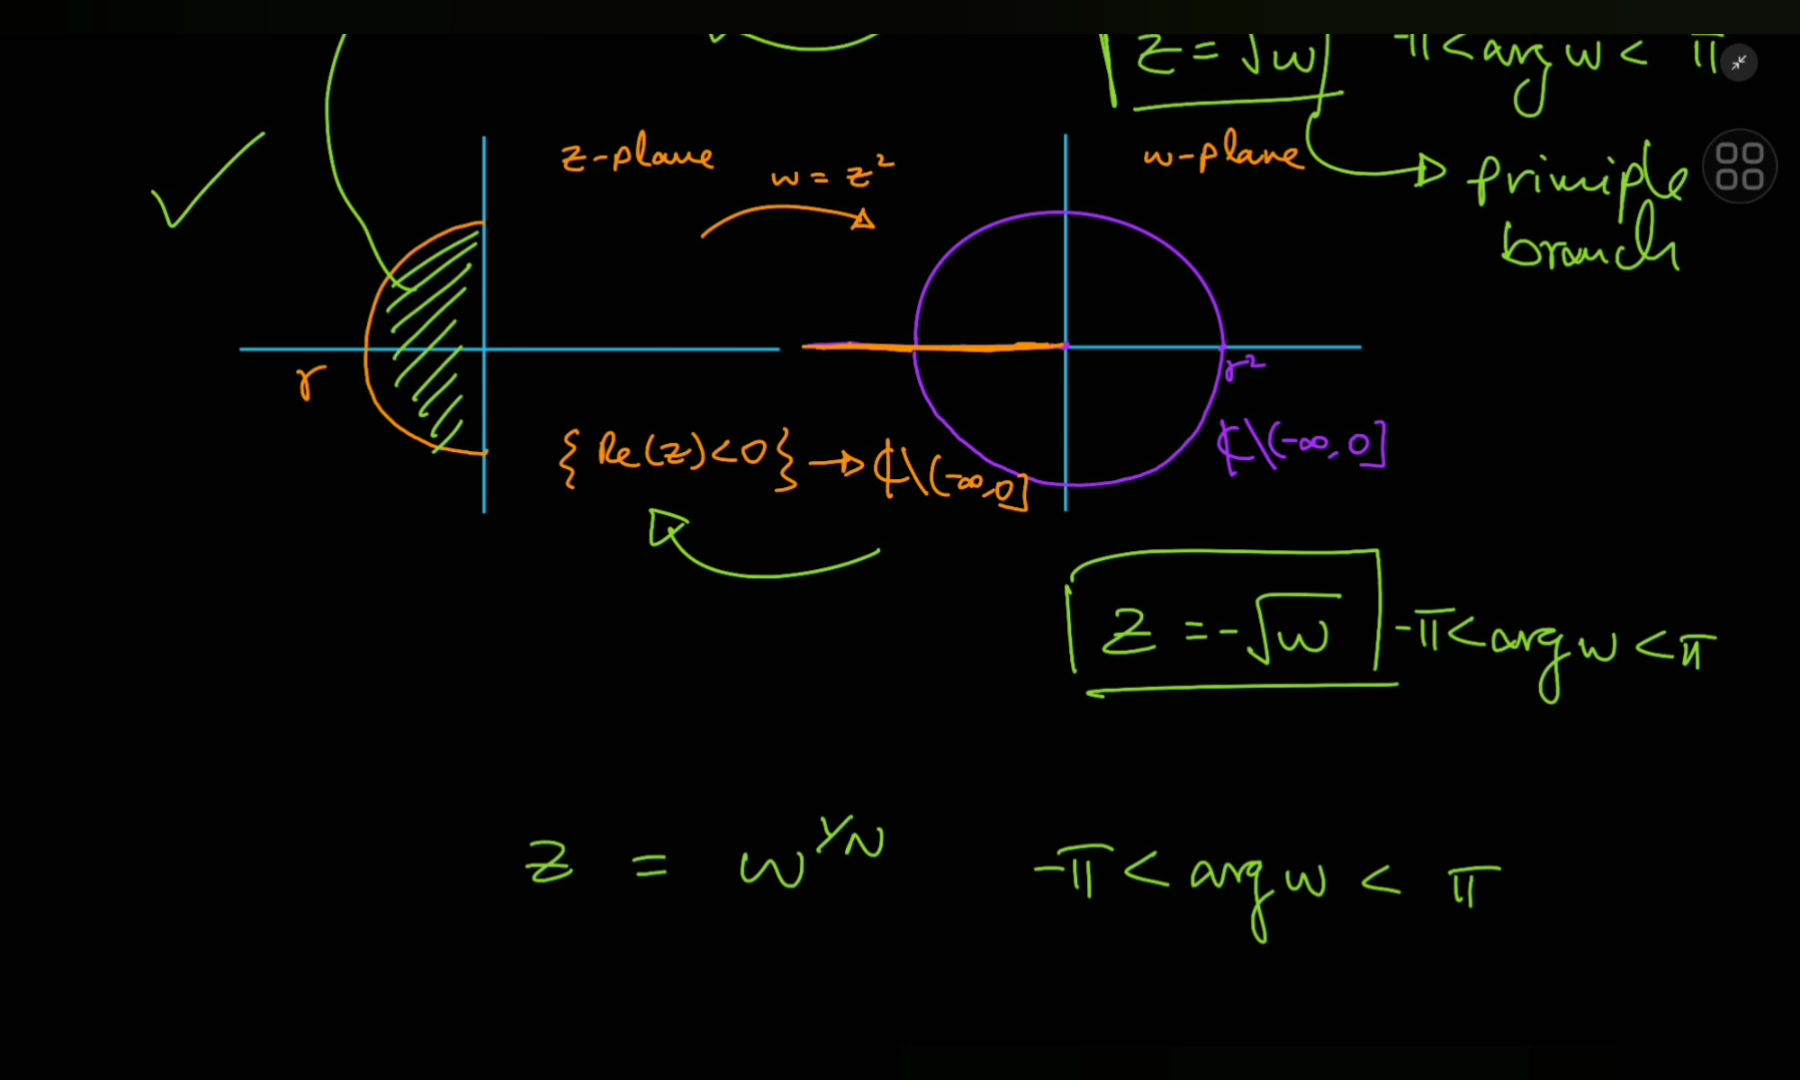 z = √w -π < arg w < π
z-plane
w = z²
w-plane
principle
branch
r
r²
{Re(z)<0} → ℂ\(-∞,0]
ℂ\(-∞,0]
z = -√w -π < arg w < π
z = w^{1/N} -π < arg w < π